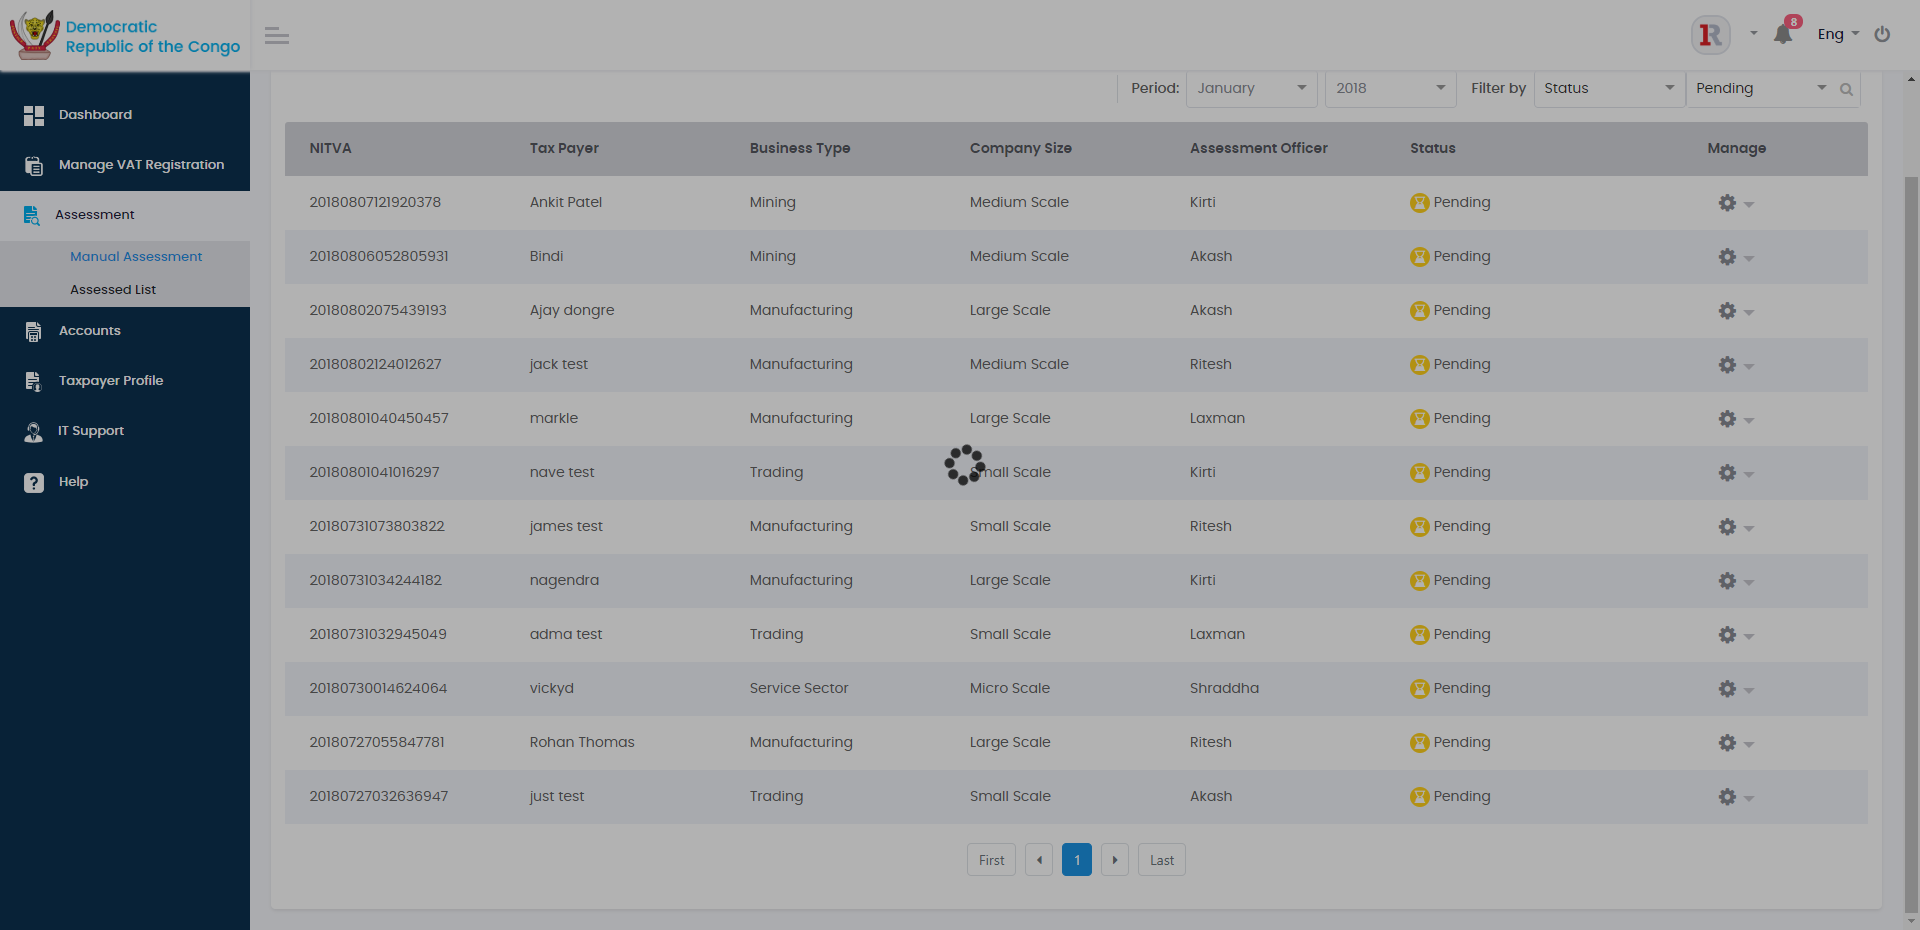 Democratic
Republic of the Congo
8
Eng
Dashboard
Manage VAT Registration
Assessment
Manual Assessment
Assessed List
Accounts
Taxpayer Profile
IT Support
? Help
Period: January 2018 Filter by Status Pending
NITVA Tax Payer Business Type Company Size Assessment Officer Status Manage
20180807121920378 Ankit Patel Mining Medium Scale Kirti Pending
20180806052805931 Bindi Mining Medium Scale Akash Pending
20180802075439193 Ajay dongre Manufacturing Large Scale Akash Pending
20180802124012627 jack test Manufacturing Medium Scale Ritesh Pending
20180801040450457 markle Manufacturing Large Scale Laxman Pending
20180801041016297 nave test Trading Small Scale Kirti Pending
20180731073803822 james test Manufacturing Small Scale Ritesh Pending
20180731034244182 nagendra Manufacturing Large Scale Kirti Pending
20180731032945049 adma test Trading Small Scale Laxman Pending
20180730014624064 vickyd Service Sector Micro Scale Shraddha Pending
20180727055847781 Rohan Thomas Manufacturing Large Scale Ritesh Pending
20180727032636947 just test Trading Small Scale Akash Pending
First 1 Last